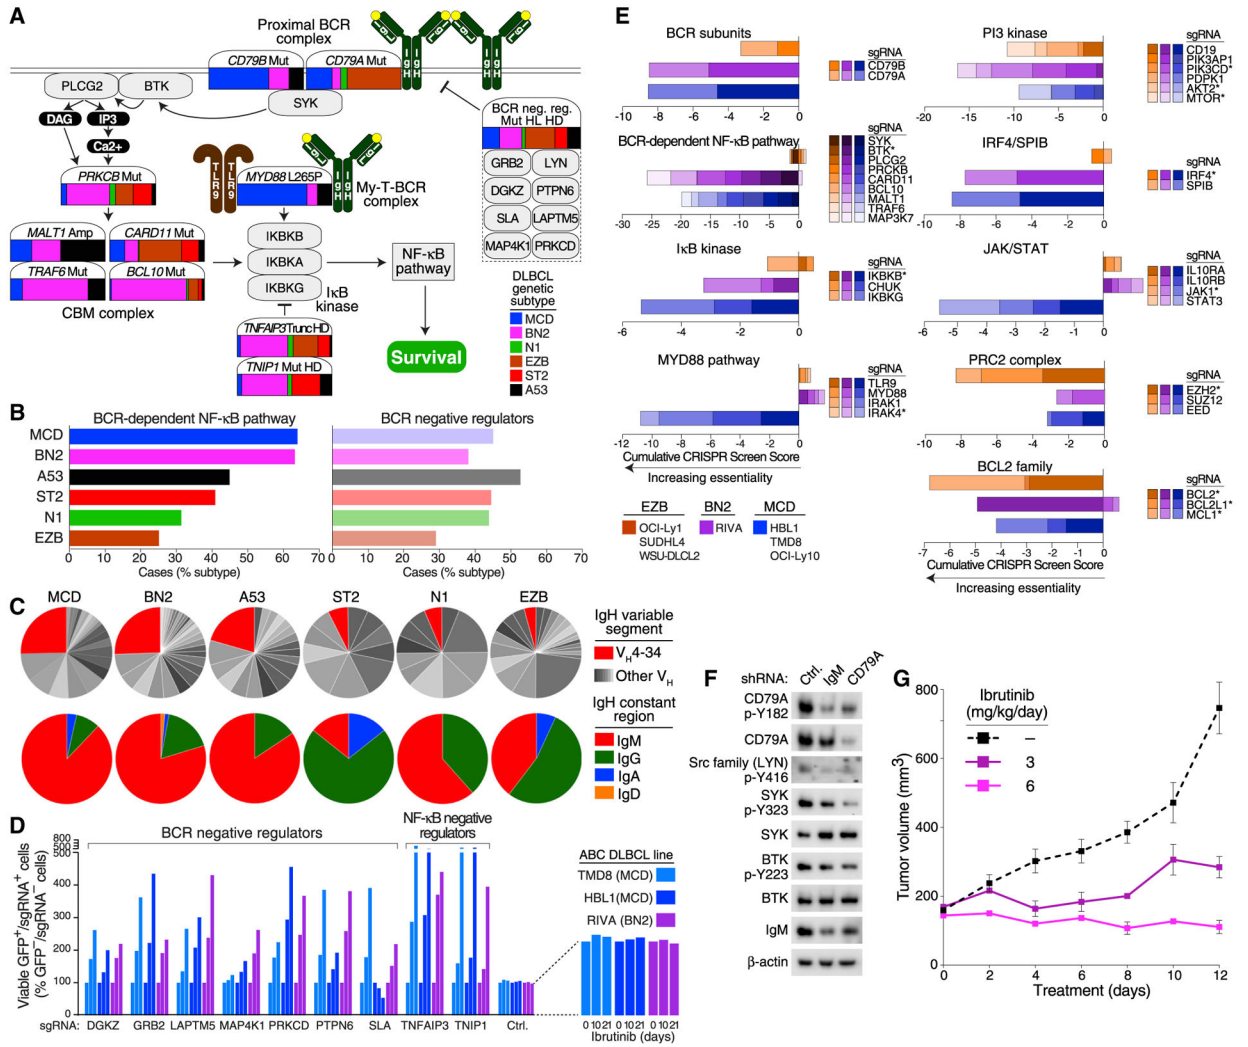 A
Proximal BCR
complex
CD79B Mut
CD79A Mut
IgL
IgH
IgH
IgL
IgL
IgH
IgH
IgL
PLCG2
BTK
SYK
DAG
IP3
Ca2+
PRKCB Mut
TLR9
TLR9
MYD88 L265P
My-T-BCR
complex
BCR neg. reg.
Mut HL HD
GRB2
LYN
DGKZ
PTPN6
SLA
LAPTM5
MAP4K1
PRKCD
MALT1 Amp
CARD11 Mut
TRAF6 Mut
BCL10 Mut
CBM complex
IKBKB
IKBKA
IKBKG
IκB
kinase
NF-κB
pathway
Survival
TNFAIP3 Trunc HD
TNIP1 Mut HD
DLBCL
genetic
subtype
MCD
BN2
N1
EZB
ST2
A53
B
BCR-dependent NF-κB pathway
BCR negative regulators
MCD
BN2
A53
ST2
N1
EZB
0 10 20 30 40 50 60 70
Cases (% subtype)
0 10 20 30 40 50 60 70
Cases (% subtype)
C
MCD BN2 A53 ST2 N1 EZB
IgH variable
segment
VH4-34
Other VH
IgH constant
region
IgM
IgG
IgA
IgD
D
BCR negative regulators
NF-κB negative
regulators
Viable GFP+/sgRNA+ cells
(% GFP−/sgRNA− cells)
800
500
400
300
200
100
0
sgRNA: DGKZ GRB2 LAPTM5 MAP4K1 PRKCD PTPN6 SLA TNFAIP3 TNIP1 Ctrl.
ABC DLBCL line
TMD8 (MCD)
HBL1(MCD)
RIVA (BN2)
0 10 21 0 10 21 0 10 21
Ibrutinib (days)
E
BCR subunits
-10 -8 -6 -4 -2 0
sgRNA
CD79B
CD79A
BCR-dependent NF-κB pathway
-30 -25 -20 -15 -10 -5 0
sgRNA
SYK
BTK*
PLCG2
PRCKB
CARD11
BCL10
MALT1
TRAF6
MAP3K7
IκB kinase
-6 -4 -2 0
sgRNA
IKBKB*
CHUK
IKBKG
MYD88 pathway
-12 -10 -8 -6 -4 -2 0
sgRNA
TLR9
MYD88
IRAK1
IRAK4*
Cumulative CRISPR Screen Score
Increasing essentiality
EZB
OCI-Ly1
SUDHL4
WSU-DLCL2
BN2
RIVA
MCD
HBL1
TMD8
OCI-Ly10
PI3 kinase
-20 -15 -10 -5 0
sgRNA
CD19
PIK3AP1
PIK3CD*
PDPK1
AKT2*
MTOR*
IRF4/SPIB
-10 -8 -6 -4 -2 0
sgRNA
IRF4*
SPIB
JAK/STAT
-6 -5 -4 -3 -2 -1 0
sgRNA
IL10RA
IL10RB
JAK1*
STAT3
PRC2 complex
-10 -8 -6 -4 -2 0
sgRNA
EZH2*
SUZ12
EED
BCL2 family
-7 -6 -5 -4 -3 -2 -1 0
sgRNA
BCL2*
BCL2L1*
MCL1*
Cumulative CRISPR Screen Score
Increasing essentiality
F
shRNA: Ctrl. IgM CD79A
CD79A
p-Y182
CD79A
Src family (LYN)
p-Y416
SYK
p-Y323
SYK
BTK
p-Y223
BTK
IgM
β-actin
G
Ibrutinib
(mg/kg/day)
–
3
6
Tumor volume (mm3)
800
600
400
200
0
0 2 4 6 8 10 12
Treatment (days)